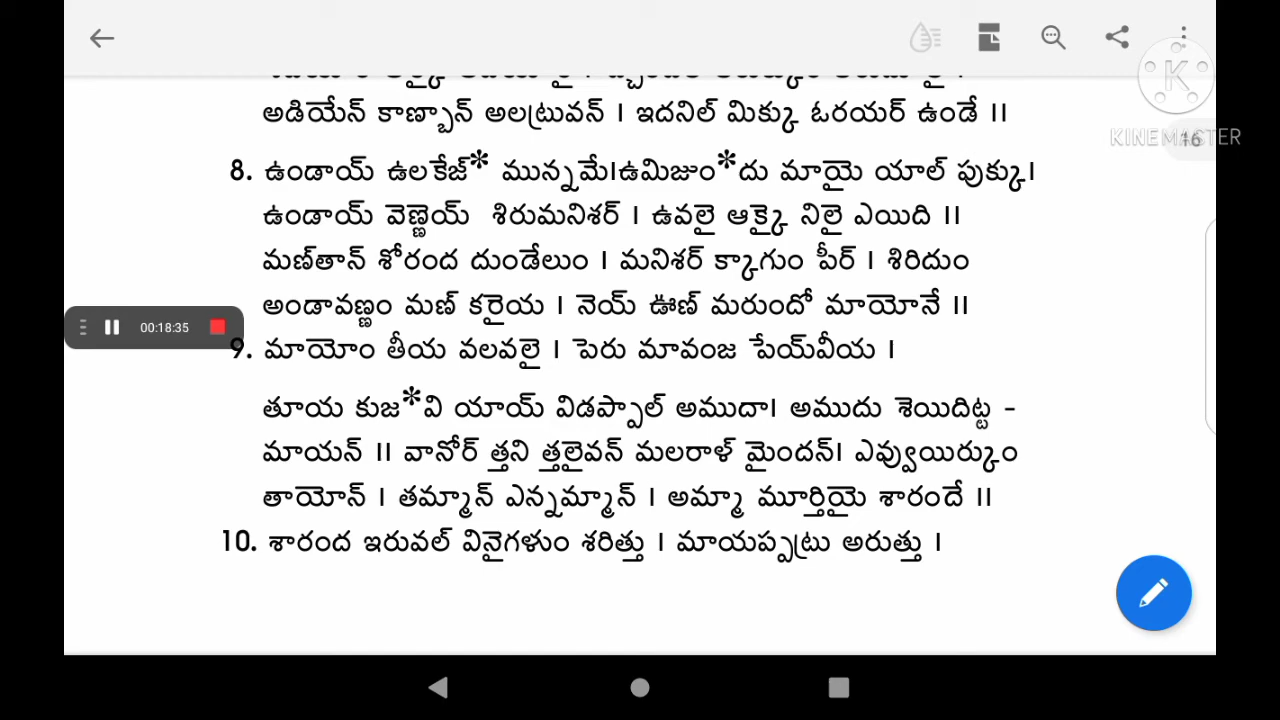 అడియేన్ కాణ్బాన్ అలట్రువన్ । ఇదనిల్ మిక్కు ఓరయర్ ఉండే ।।
KINEMASTER
16
8. ఉండాయ్ ఉలకేజ్* మున్నమే।ఉమిజుం*దు మాయై యాల్ పుక్కు।
ఉండాయ్ వెణ్ణెయ్ శిరుమనిశర్ । ఉవలై ఆక్కై నిలై ఎయిది ।।
మణ్‌తాన్ శోరంద దుండేలుం । మనిశర్ క్కాగుం పీర్ । శిరిదుం
అండావణ్ణం మణ్ కరైయ । నెయ్ ఊణ్ మరుందో మాయోనే ।।
00:18:35
9. మాయోం తీయ వలవలై । పెరు మావంజ పేయ్‌వీయ ।
తూయ కుజ*వి యాయ్ విడప్పాల్ అముదా। అముదు శెయిదిట్ట -
మాయన్ ।। వానోర్ త్తని త్తలైవన్ మలరాళ్ మైందన్। ఎవ్వుయిర్కుం
తాయోన్ । తమ్మాన్ ఎన్నమ్మాన్ । అమ్మా మూర్తియై శారందే ।।
10. శారంద ఇరువల్ వినైగళుం శరిత్తు । మాయప్పట్రు అరుత్తు ।